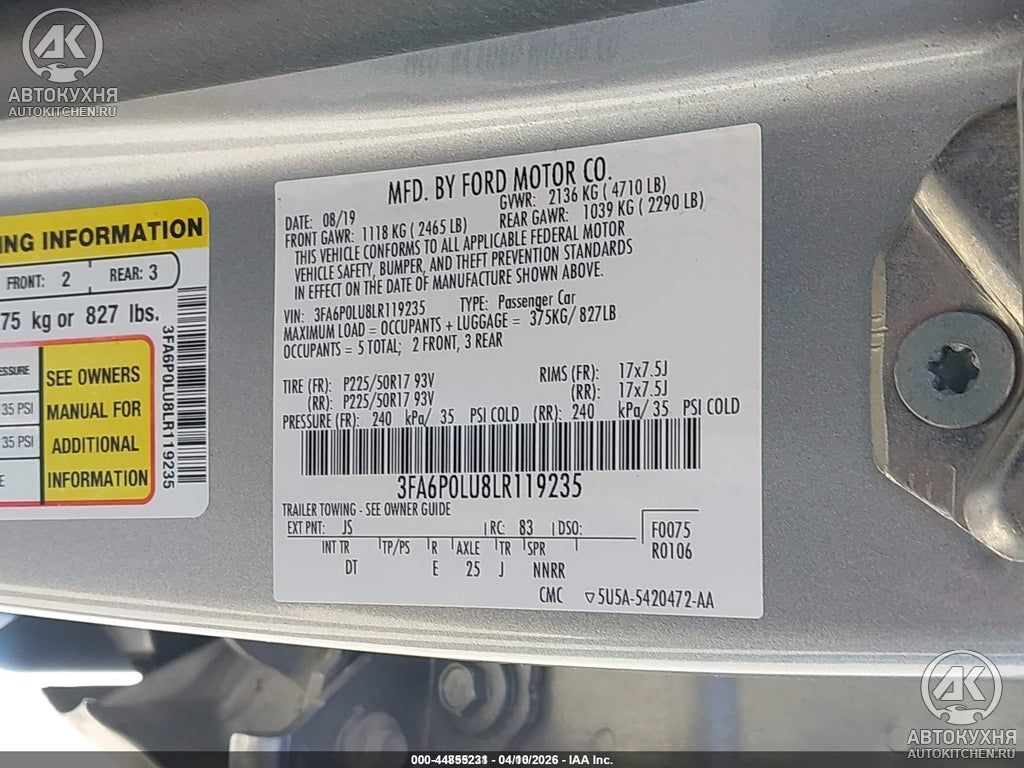 AK
АВТОКУХНЯ
AUTOKITCHEN.RU
ING INFORMATION
FRONT: 2 REAR: 3
75 kg or 827 lbs.
ESSURE
35 PSI
35 PSI
E
SEE OWNERS
MANUAL FOR
ADDITIONAL
INFORMATION
3FA6P0LU8LR119235
MFD. BY FORD MOTOR CO.
DATE: 08/19 GVWR: 2136 KG ( 4710 LB)
FRONT GAWR: 1118 KG ( 2465 LB) REAR GAWR: 1039 KG ( 2290 LB)
THIS VEHICLE CONFORMS TO ALL APPLICABLE FEDERAL MOTOR
VEHICLE SAFETY, BUMPER, AND THEFT PREVENTION STANDARDS
IN EFFECT ON THE DATE OF MANUFACTURE SHOWN ABOVE.
VIN: 3FA6P0LU8LR119235 TYPE: Passenger Car
MAXIMUM LOAD = OCCUPANTS + LUGGAGE = 375KG/ 827LB
OCCUPANTS = 5 TOTAL; 2 FRONT, 3 REAR
TIRE (FR): P225/50R17 93V RIMS (FR): 17x7.5J
(RR): P225/50R17 93V (RR): 17x7.5J
PRESSURE (FR): 240 kPa/ 35 PSI COLD (RR): 240 kPa/ 35 PSI COLD
3FA6P0LU8LR119235
TRAILER TOWING - SEE OWNER GUIDE
EXT PNT: JS RC: 83 DSO: F0075
INT TR TP/PS R AXLE TR SPR R0106
DT E 25 J NNRR
CMC ▽5U5A-5420472-AA
AK
АВТОКУХНЯ
AUTOKITCHEN.RU
- IAA Inc.